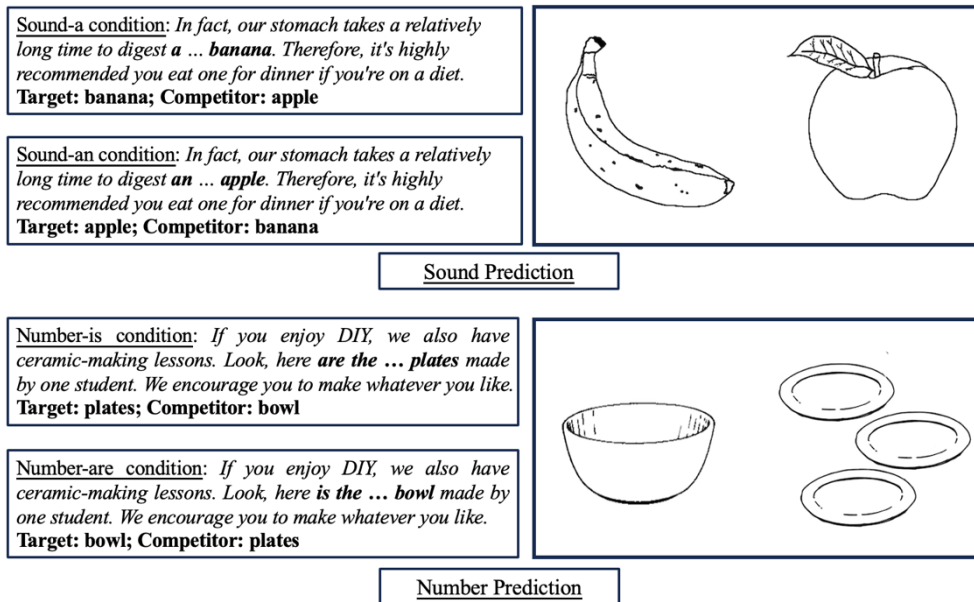 Sound-a condition: In fact, our stomach takes a relatively
long time to digest a ... banana. Therefore, it's highly
recommended you eat one for dinner if you're on a diet.
Target: banana; Competitor: apple
Sound-an condition: In fact, our stomach takes a relatively
long time to digest an ... apple. Therefore, it's highly
recommended you eat one for dinner if you're on a diet.
Target: apple; Competitor: banana
Sound Prediction
Number-is condition: If you enjoy DIY, we also have
ceramic-making lessons. Look, here are the ... plates made
by one student. We encourage you to make whatever you like.
Target: plates; Competitor: bowl
Number-are condition: If you enjoy DIY, we also have
ceramic-making lessons. Look, here is the ... bowl made by
one student. We encourage you to make whatever you like.
Target: bowl; Competitor: plates
Number Prediction